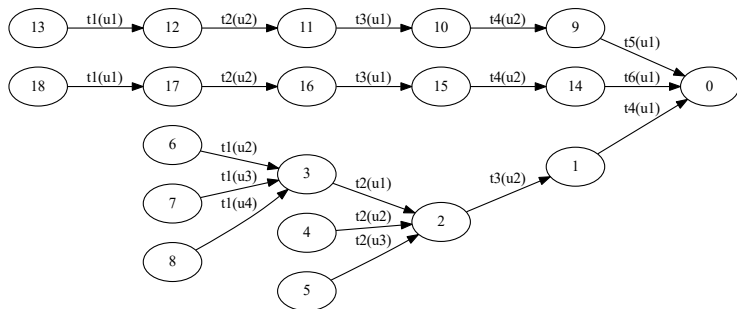 13 t1(u1) 12 t2(u2) 11 t3(u1) 10 t4(u2) 9 t5(u1)
18 t1(u1) 17 t2(u2) 16 t3(u1) 15 t4(u2) 14 t6(u1) 0
6 t1(u2)
7 t1(u3) 3 t2(u1)
8 t1(u4)
4 t2(u2) 2 t3(u2) 1 t4(u1)
5 t2(u3)